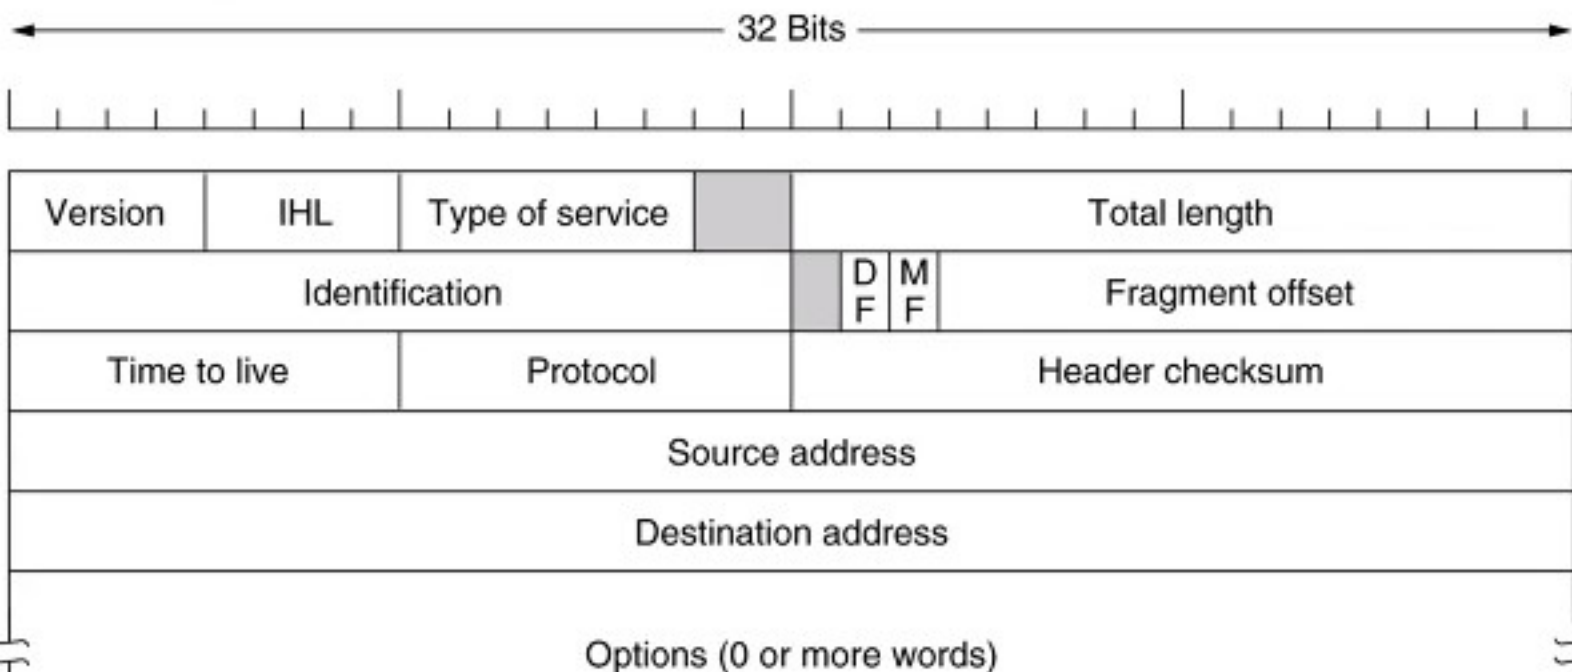 32 Bits
Version IHL Type of service Total length
Identification D F M F Fragment offset
Time to live Protocol Header checksum
Source address
Destination address
Options (0 or more words)